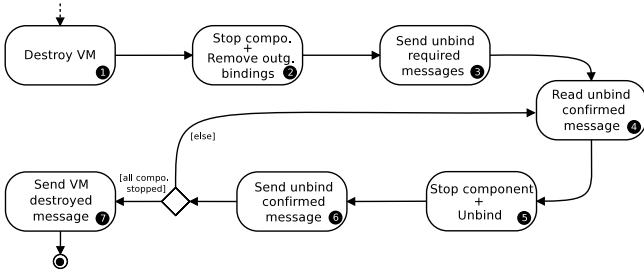 Destroy VM
1
Stop compo.
+
Remove outg.
bindings
2
Send unbind
required
messages
3
Read unbind
confirmed
message
4
[else]
[all compo.
stopped]
Send VM
destroyed
message
7
Send unbind
confirmed
message
6
Stop component
+
Unbind
5